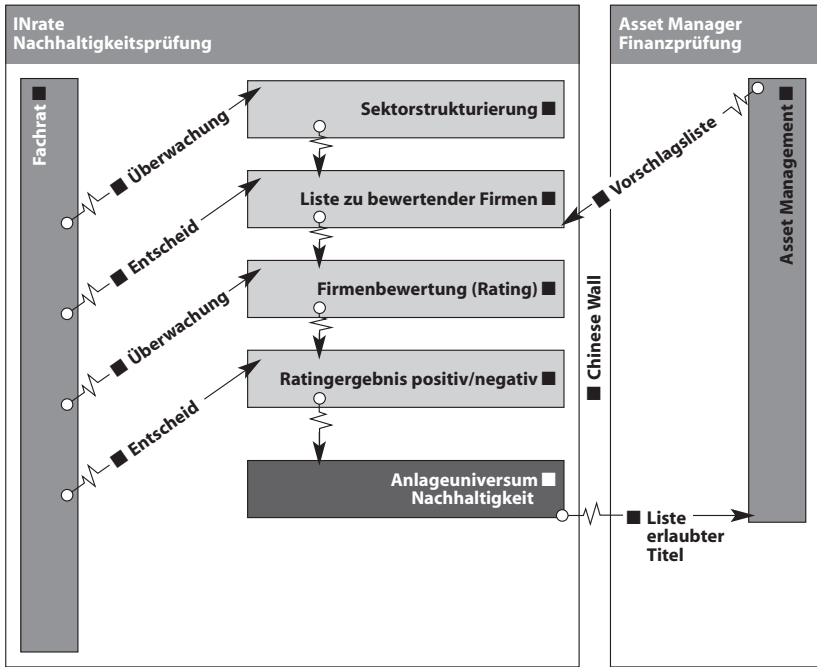 INrate
Nachhaltigkeitsprüfung
Asset Manager
Finanzprüfung
Fachrat
Überwachung
Sektorstrukturierung
Vorschlagsliste
Asset Management
Entscheid
Liste zu bewertender Firmen
Überwachung
Firmenbewertung (Rating)
Chinese Wall
Entscheid
Ratingergebnis positiv/negativ
Anlageuniversum
Nachhaltigkeit
Liste
erlaubter
Titel